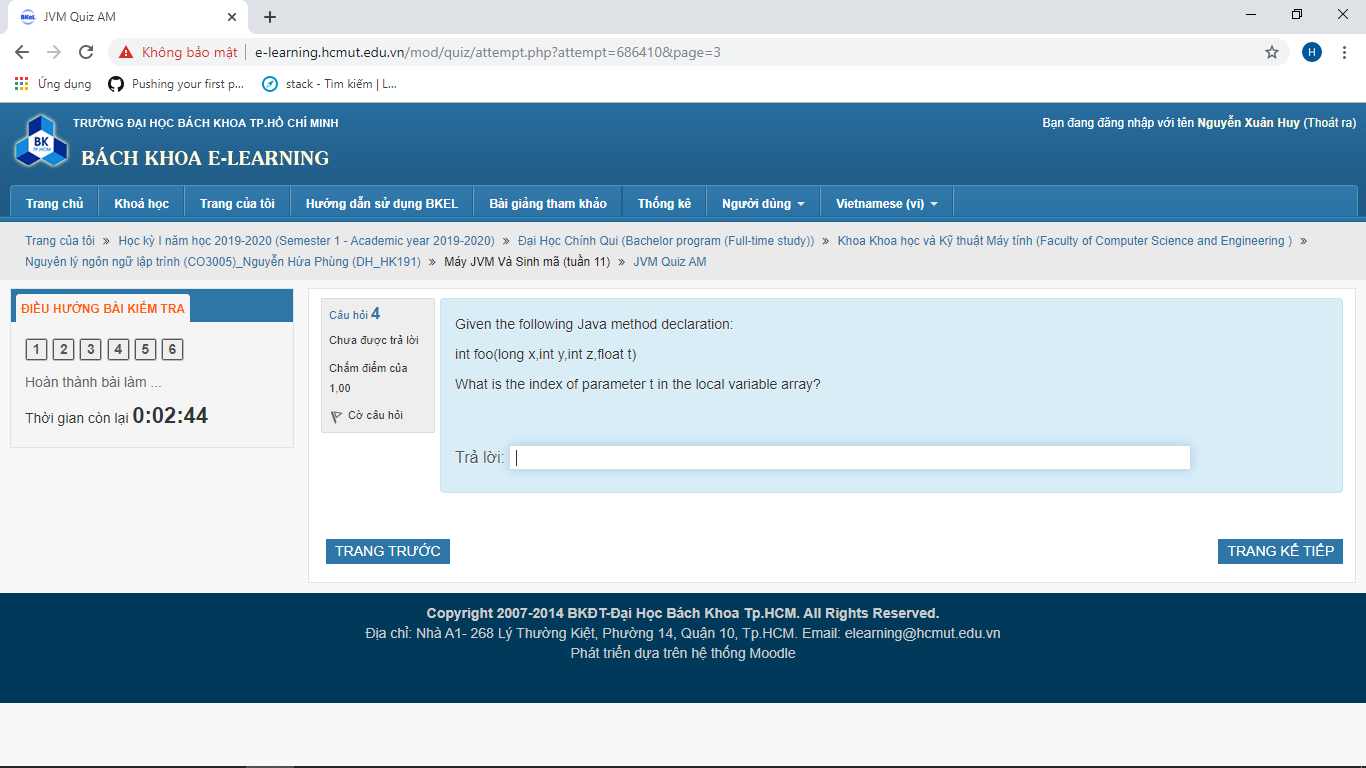 JVM Quiz AM
Không bảo mật
e-learning.hcmut.edu.vn/mod/quiz/attempt.php?attempt=686410&page=3
H
Ứng dụng
Pushing your first p...
stack - Tìm kiếm | L...
BK
TP.HCM
TRƯỜNG ĐẠI HỌC BÁCH KHOA TP.HỒ CHÍ MINH
BÁCH KHOA E-LEARNING
Bạn đang đăng nhập với tên Nguyễn Xuân Huy (Thoát ra)
Trang chủ
Khoá học
Trang của tôi
Hướng dẫn sử dụng BKEL
Bài giảng tham khảo
Thống kê
Người dùng
Vietnamese (vi)
Trang của tôi » Học kỳ I năm học 2019-2020 (Semester 1 - Academic year 2019-2020) » Đại Học Chính Qui (Bachelor program (Full-time study)) » Khoa Khoa học và Kỹ thuật Máy tính (Faculty of Computer Science and Engineering ) »
Nguyên lý ngôn ngữ lập trình (CO3005)_Nguyễn Hứa Phùng (DH_HK191) » Máy JVM Và Sinh mã (tuần 11) » JVM Quiz AM
ĐIỀU HƯỚNG BÀI KIỂM TRA
1 2 3 4 5 6
Hoàn thành bài làm ...
Thời gian còn lại 0:02:44
Câu hỏi 4
Chưa được trả lời
Chấm điểm của
1,00
Cờ câu hỏi
Given the following Java method declaration:
int foo(long x,int y,int z,float t)
What is the index of parameter t in the local variable array?
Trả lời:
TRANG TRƯỚC
TRANG KẾ TIẾP
Copyright 2007-2014 BKĐT-Đại Học Bách Khoa Tp.HCM. All Rights Reserved.
Địa chỉ: Nhà A1- 268 Lý Thường Kiệt, Phường 14, Quận 10, Tp.HCM. Email: elearning@hcmut.edu.vn
Phát triển dựa trên hệ thống Moodle